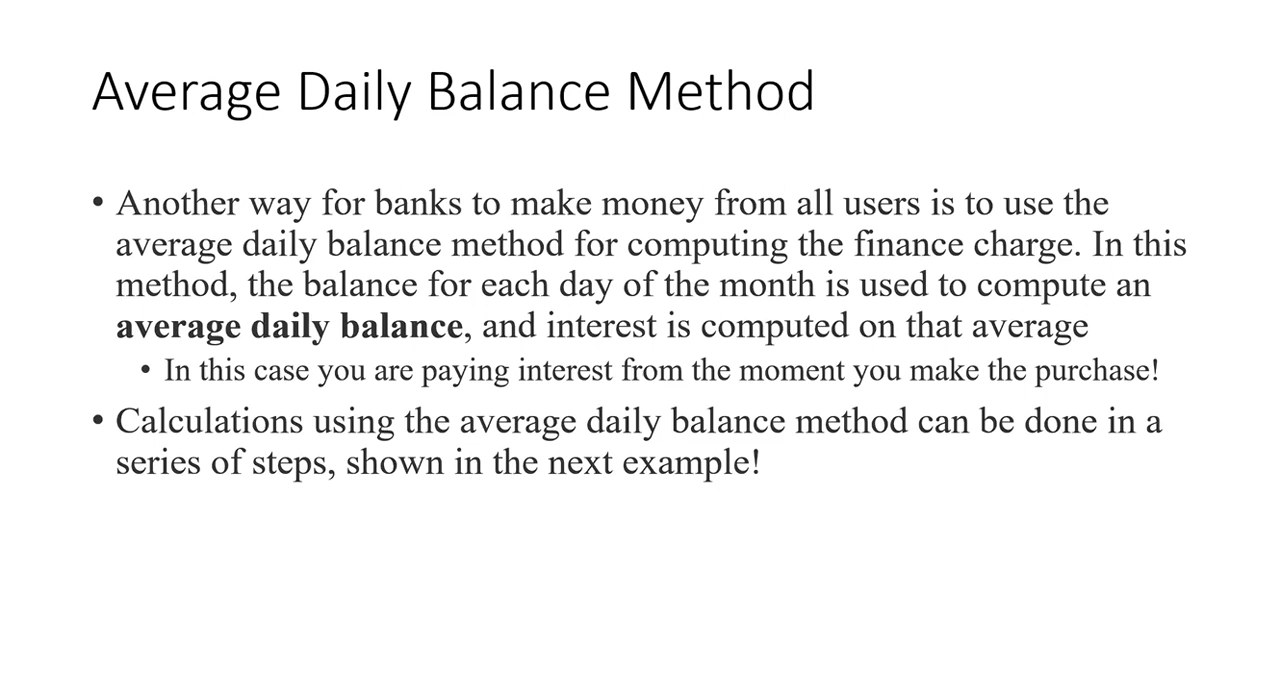 Average Daily Balance Method
• Another way for banks to make money from all users is to use the
average daily balance method for computing the finance charge. In this
method, the balance for each day of the month is used to compute an
average daily balance, and interest is computed on that average
• In this case you are paying interest from the moment you make the purchase!
• Calculations using the average daily balance method can be done in a
series of steps, shown in the next example!